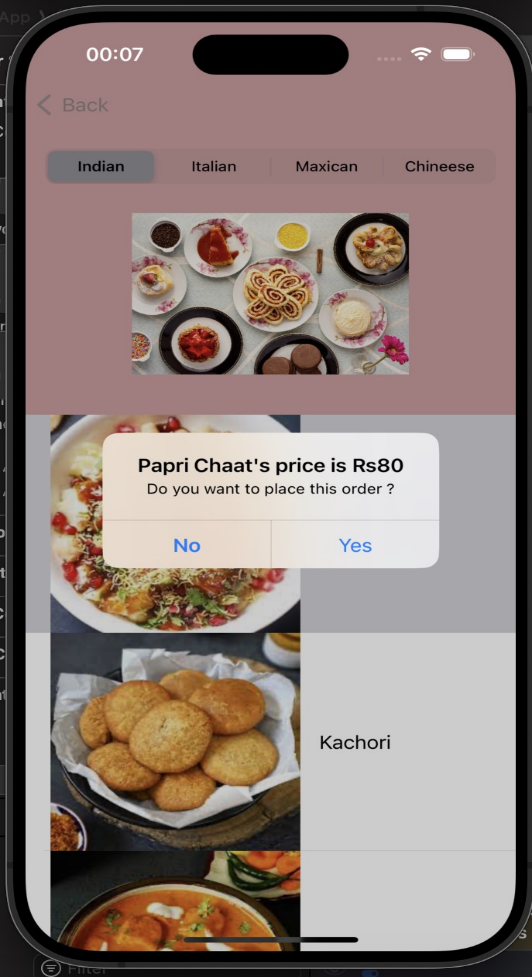 App
00:07
Back
Indian
Italian
Maxican
Chineese
Papri Chaat's price is Rs80
Do you want to place this order ?
No
Yes
Kachori
Filter